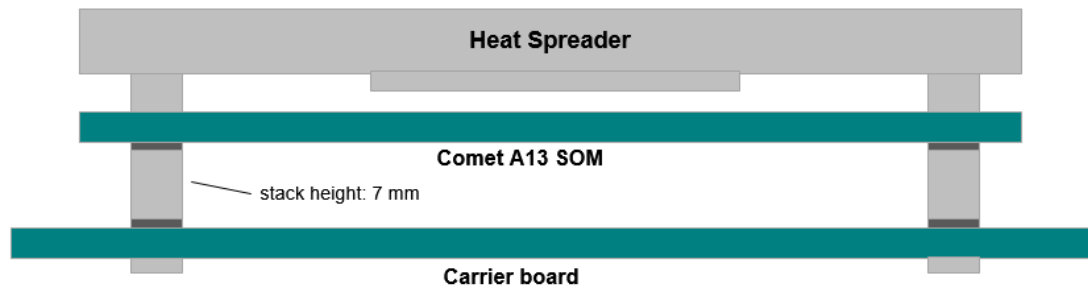 Heat Spreader
Comet A13 SOM
stack height: 7 mm
Carrier board